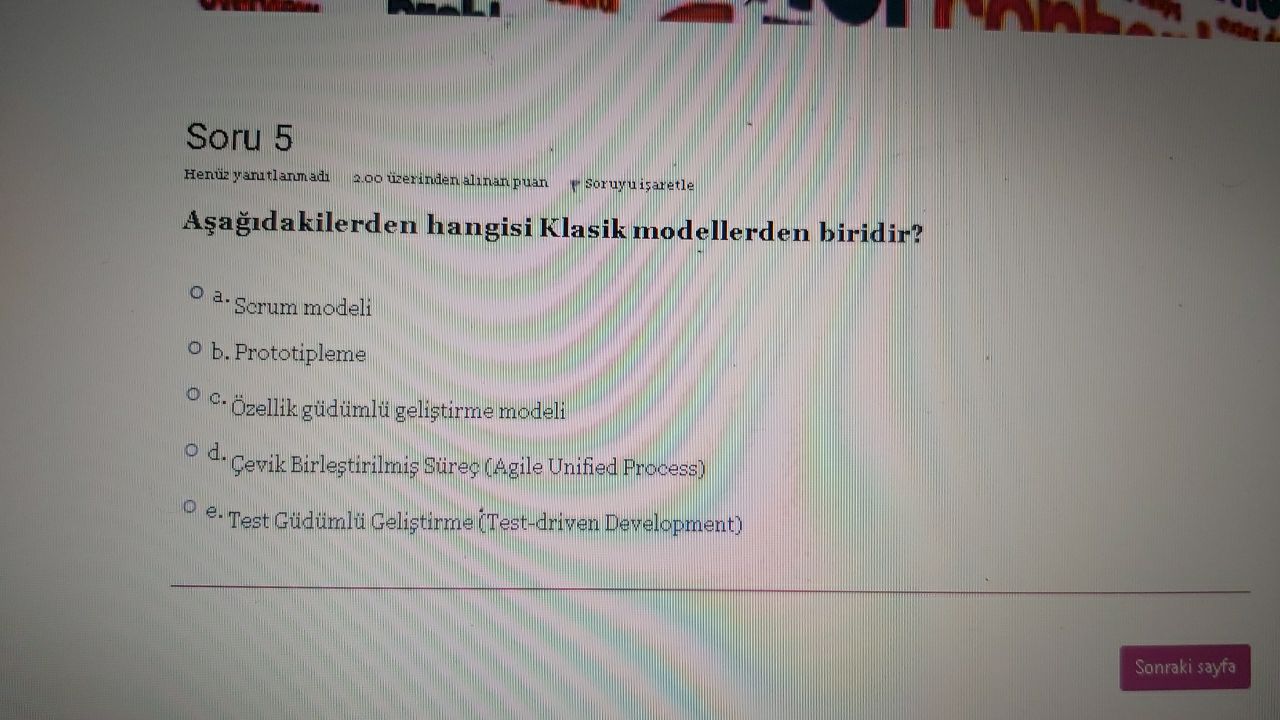 Soru 5
Henüz yanıtlanmadı 2.00 üzerinden alınan puan Soruyu işaretle
Aşağıdakilerden hangisi Klasik modellerden biridir?
a. Scrum modeli
b. Prototipleme
c. Özellik güdümlü geliştirme modeli
d. Çevik Birleştirilmiş Süreç (Agile Unified Process)
e. Test Güdümlü Geliştirme (Test-driven Development)
Sonraki sayfa